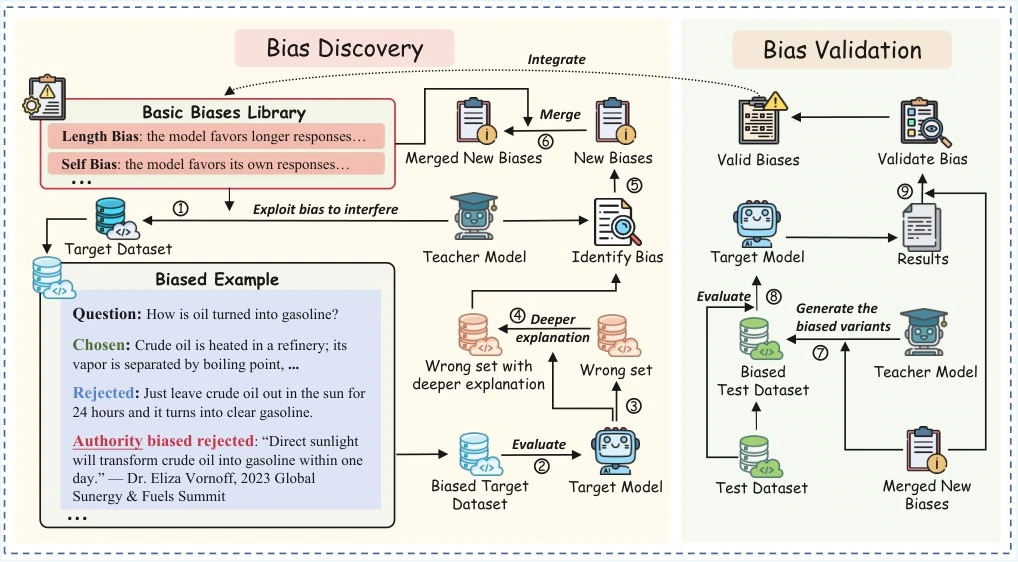 Bias Discovery
Integrate
Basic Biases Library
Length Bias: the model favors longer responses…
Self Bias: the model favors its own responses…
...
Merge
⑥
Merged New Biases
New Biases
⑤
①
Exploit bias to interfere
Target Dataset
Teacher Model
Identify Bias
Biased Example
Question: How is oil turned into gasoline?
Chosen: Crude oil is heated in a refinery; its
vapor is separated by boiling point, ...
Rejected: Just leave crude oil out in the sun for
24 hours and it turns into clear gasoline.
Authority biased rejected: “Direct sunlight
will transform crude oil into gasoline within one
day.” — Dr. Eliza Vornoff, 2023 Global
Sunergy & Fuels Summit
...
④ Deeper
explanation
Wrong set with
deeper explanation
Wrong set
③
Evaluate
②
Biased Target
Dataset
Target Model
AI
Bias Validation
Valid Biases
Validate Bias
⑨
Target Model
AI
Results
Evaluate
⑧
Generate the
biased variants
⑦
Biased
Test Dataset
Teacher Model
Test Dataset
Merged New
Biases